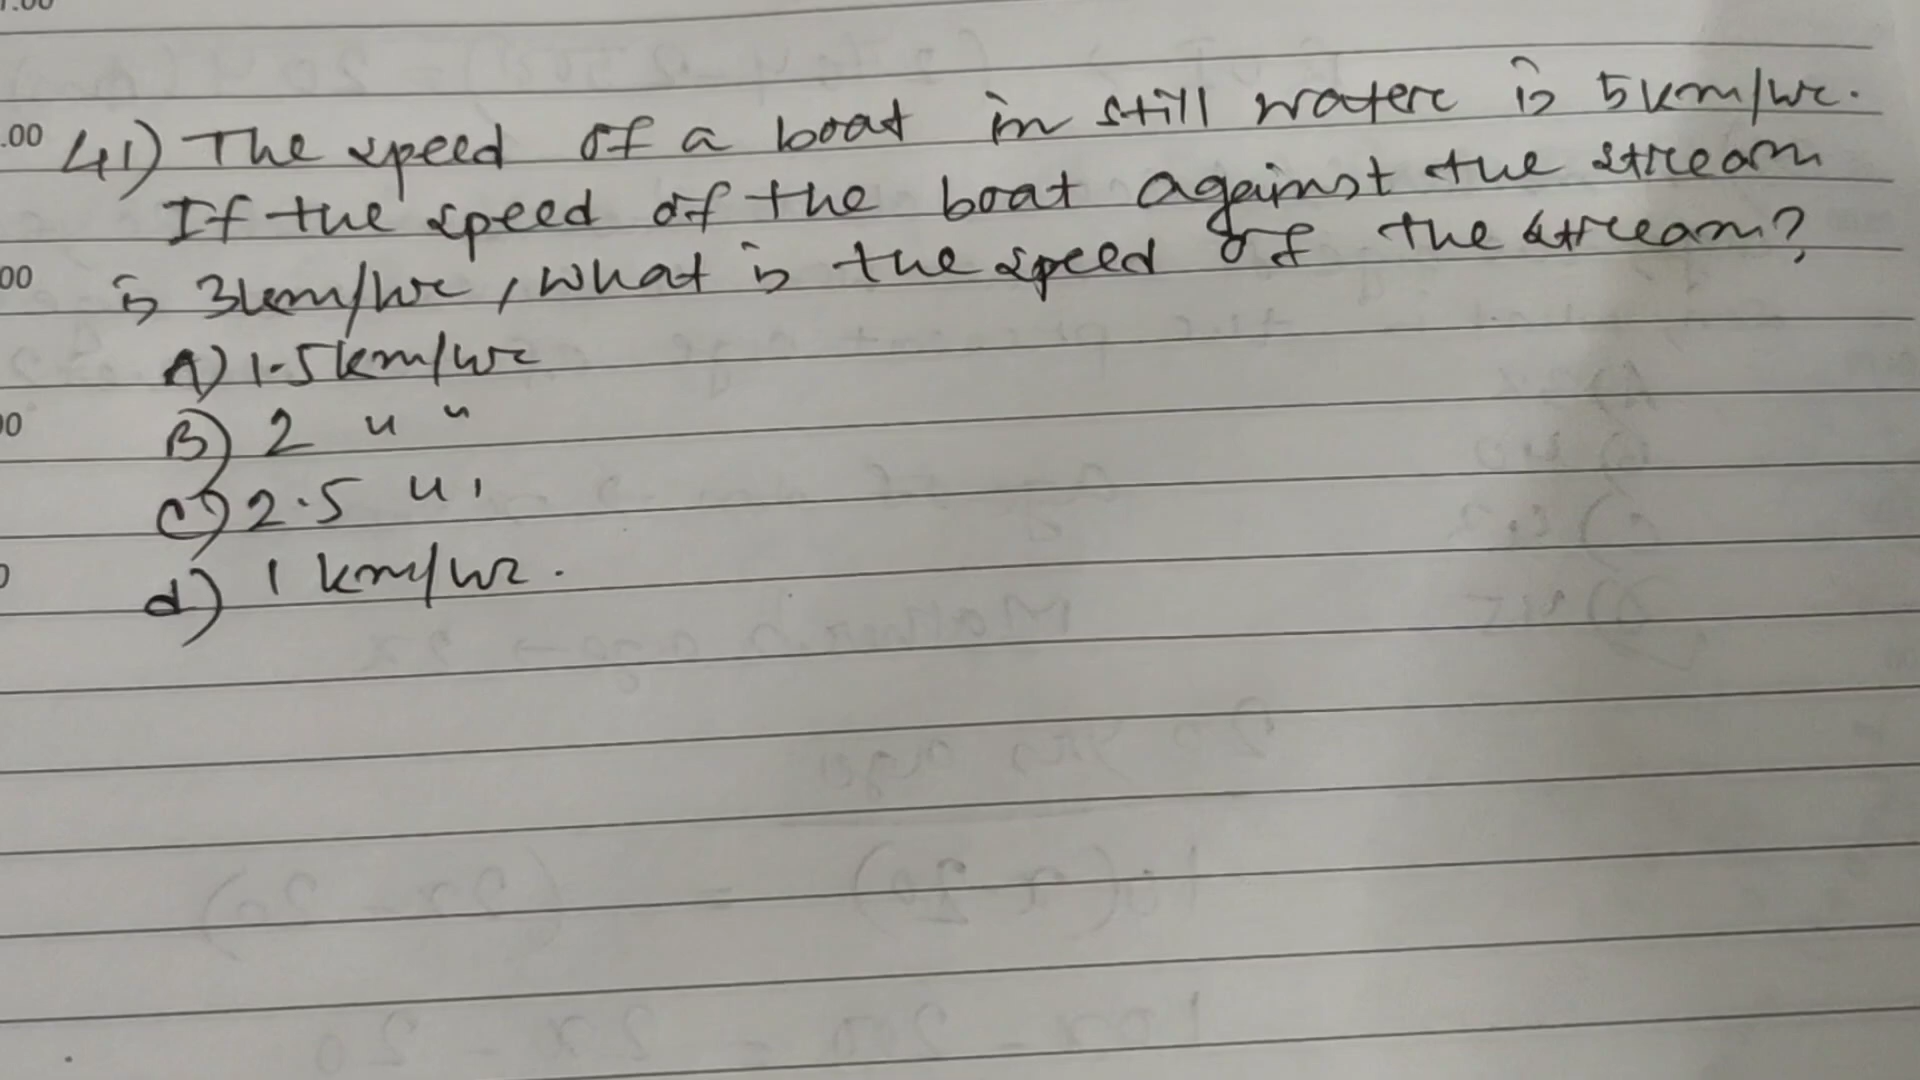 41) The speed of a boat in still water is 5km/hr.
If the speed of the boat against the stream
is 3km/hr, what is the speed of the stream?
A) 1.5km/hr
B) 2 " "
C) 2.5 " '
d) 1 km/hr.